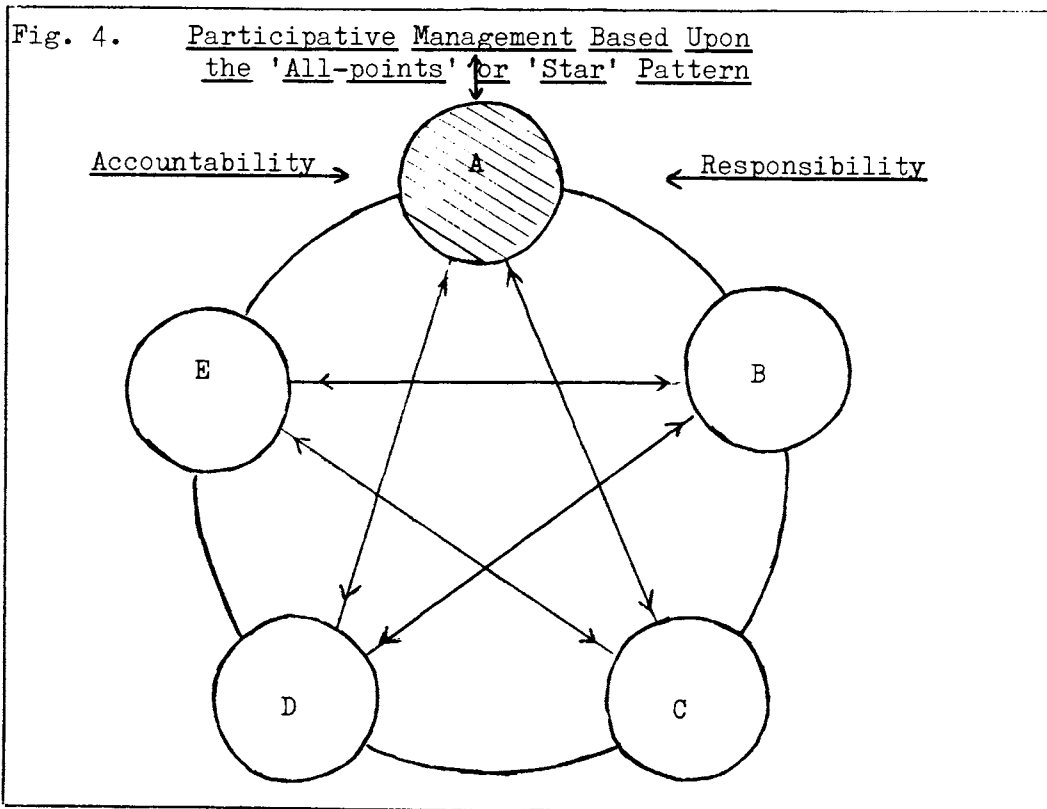 Fig. 4. Participative Management Based Upon
the 'All-points' or 'Star' Pattern
Accountability
Responsibility
A
E
B
D
C